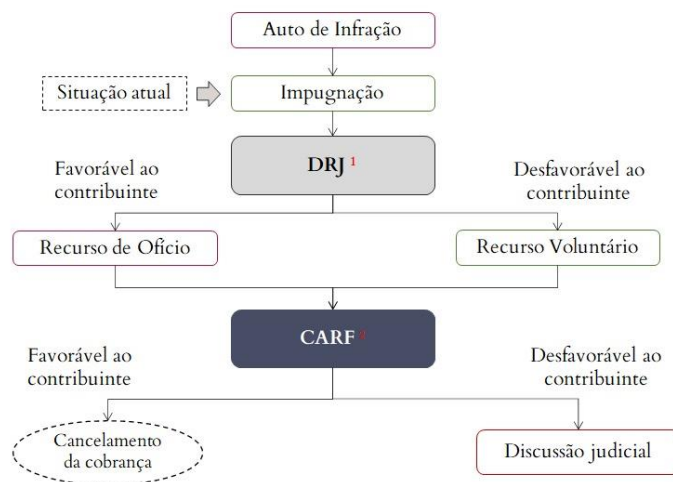 Auto de Infração
Situação atual
Impugnação
DRJ 1
Favorável ao
contribuinte
Desfavorável ao
contribuinte
Recurso de Ofício
Recurso Voluntário
CARF
Favorável ao
contribuinte
Desfavorável ao
contribuinte
Cancelamento
da cobrança
Discussão judicial